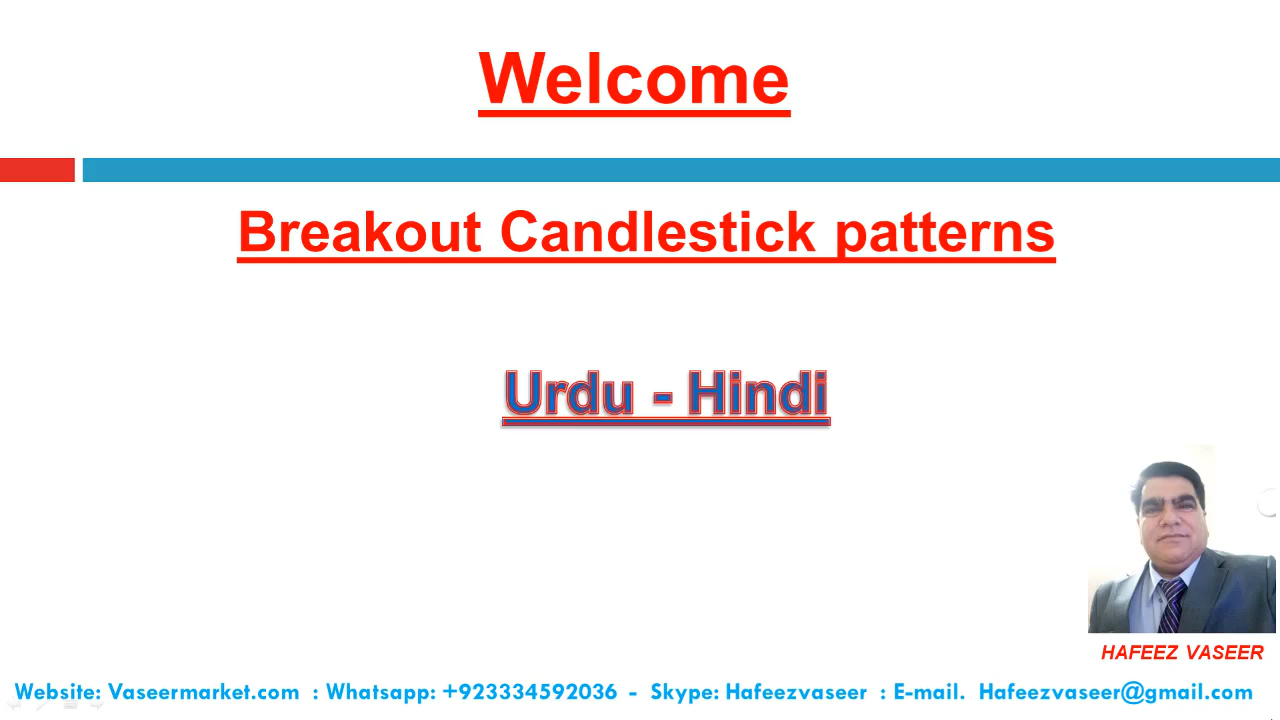 Welcome
Breakout Candlestick patterns
Urdu - Hindi
HAFEEZ VASEER
Website: Vaseermarket.com : Whatsapp: +923334592036 - Skype: Hafeezvaseer : E-mail. Hafeezvaseer@gmail.com